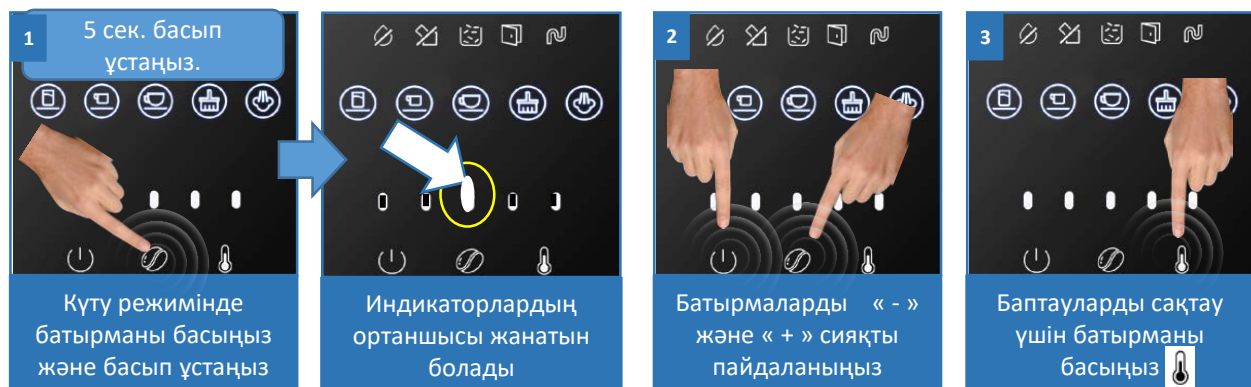 1
5 сек. басып
ұстаңыз.
Күту режимінде
батырманы басыңыз
және басып ұстаңыз
Индикаторлардың
ортаншысы жанатын
болады
2
Батырмаларды « - »
және « + » сияқты
пайдаланыңыз
3
Баптауларды сақтау
үшін батырманы
басыңыз